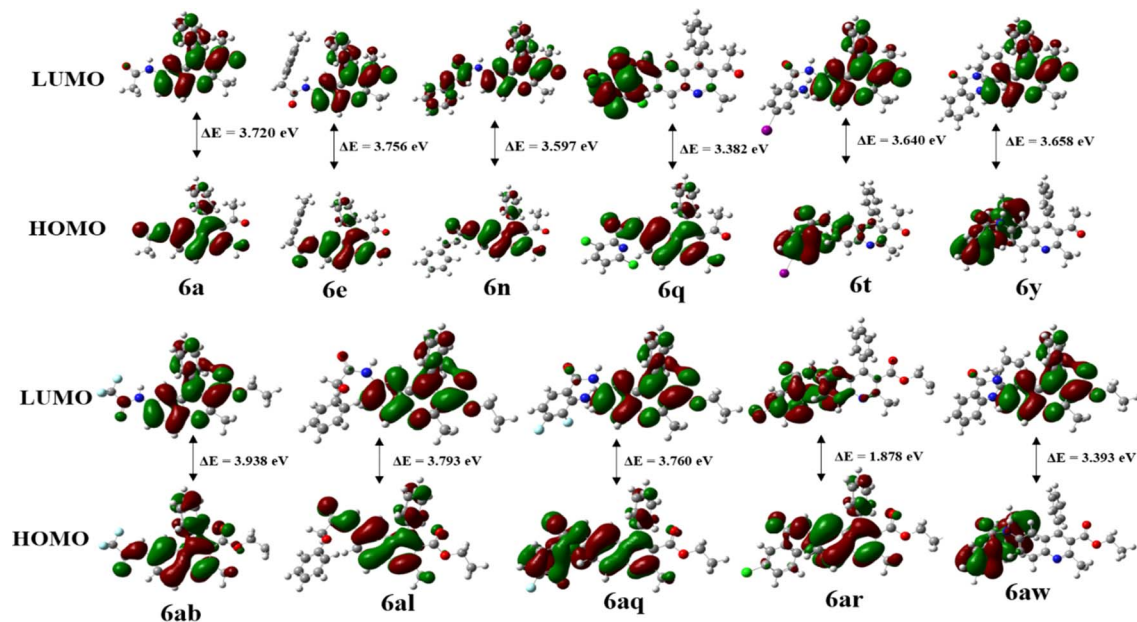 LUMO
ΔE = 3.720 eV ΔE = 3.756 eV ΔE = 3.597 eV ΔE = 3.382 eV ΔE = 3.640 eV ΔE = 3.658 eV
HOMO
6a 6e 6n 6q 6t 6y
LUMO
ΔE = 3.938 eV ΔE = 3.793 eV ΔE = 3.760 eV ΔE = 1.878 eV ΔE = 3.393 eV
HOMO
6ab 6al 6aq 6ar 6aw